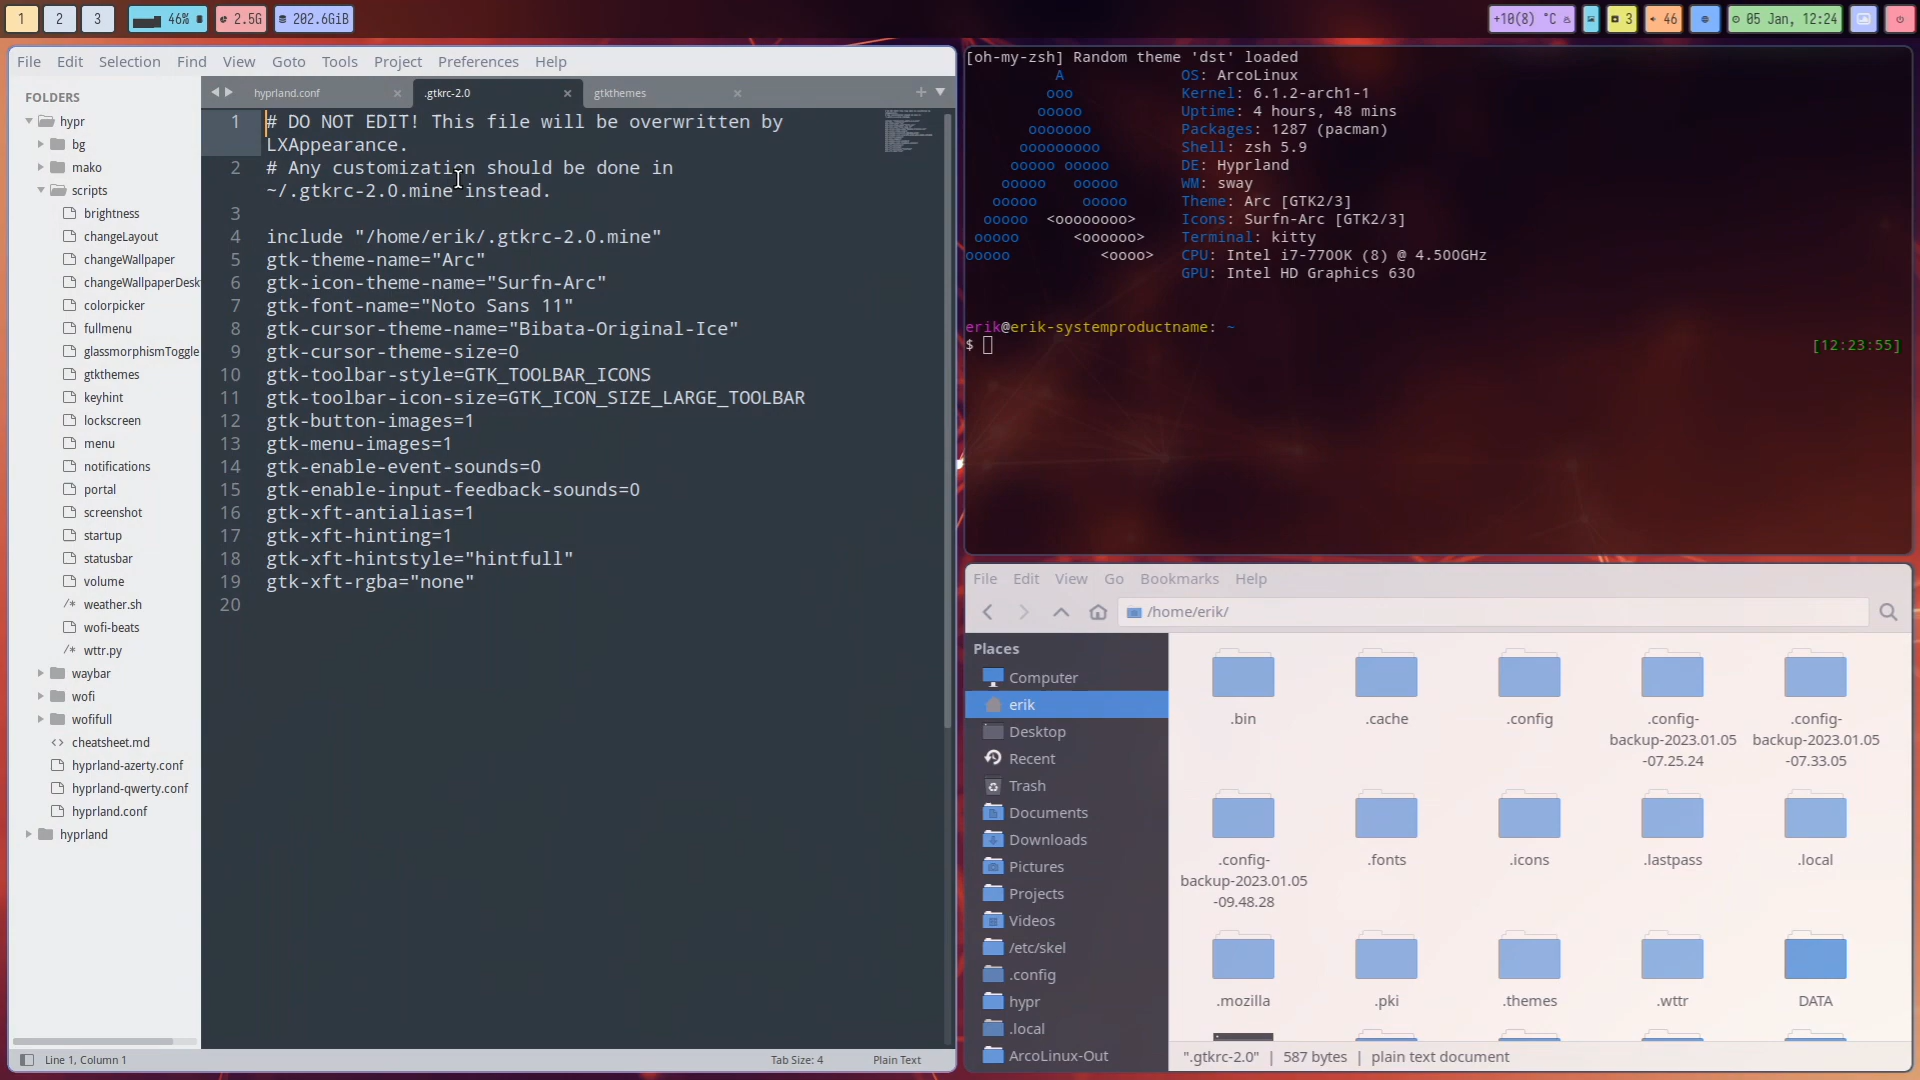 1
2
3
46%
2.5G
202.6GiB
+10(8) °C
3
46
05 Jan, 12:24
File Edit Selection Find View Goto Tools Project Preferences Help
FOLDERS
hypr
bg
mako
scripts
brightness
changeLayout
changeWallpaper
changeWallpaperDesk
colorpicker
fullmenu
glassmorphismToggle
gtkthemes
keyhint
lockscreen
menu
notifications
portal
screenshot
startup
statusbar
volume
/* weather.sh
wofi-beats
/* wttr.py
waybar
wofi
wofifull
<> cheatsheet.md
hyprland-azerty.conf
hyprland-qwerty.conf
hyprland.conf
hyprland
hyprland.conf
.gtkrc-2.0
gtkthemes
1 # DO NOT EDIT! This file will be overwritten by
LXAppearance.
2 # Any customization should be done in
~/.gtkrc-2.0.mine instead.
3
4 include "/home/erik/.gtkrc-2.0.mine"
5 gtk-theme-name="Arc"
6 gtk-icon-theme-name="Surfn-Arc"
7 gtk-font-name="Noto Sans 11"
8 gtk-cursor-theme-name="Bibata-Original-Ice"
9 gtk-cursor-theme-size=0
10 gtk-toolbar-style=GTK_TOOLBAR_ICONS
11 gtk-toolbar-icon-size=GTK_ICON_SIZE_LARGE_TOOLBAR
12 gtk-button-images=1
13 gtk-menu-images=1
14 gtk-enable-event-sounds=0
15 gtk-enable-input-feedback-sounds=0
16 gtk-xft-antialias=1
17 gtk-xft-hinting=1
18 gtk-xft-hintstyle="hintfull"
19 gtk-xft-rgba="none"
20
Line 1, Column 1
Tab Size: 4
Plain Text
[oh-my-zsh] Random theme 'dst' loaded
A OS: ArcoLinux
ooo Kernel: 6.1.2-arch1-1
ooooo Uptime: 4 hours, 48 mins
ooooooo Packages: 1287 (pacman)
ooooooooo Shell: zsh 5.9
ooooo ooooo DE: Hyprland
ooooo ooooo WM: sway
ooooo ooooo Theme: Arc [GTK2/3]
ooooo <oooooooo> Icons: Surfn-Arc [GTK2/3]
ooooo <oooooo> Terminal: kitty
ooooo <oooo> CPU: Intel i7-7700K (8) @ 4.500GHz
GPU: Intel HD Graphics 630
erik@erik-systemproductname: ~
$ [12:23:55]
File Edit View Go Bookmarks Help
/home/erik/
Places
Computer
erik
Desktop
Recent
Trash
Documents
Downloads
Pictures
Projects
Videos
/etc/skel
.config
hypr
.local
ArcoLinux-Out
.bin
.cache
.config
.config-
backup-2023.01.05
-07.25.24
.config-
backup-2023.01.05
-07.33.05
.config-
backup-2023.01.05
-09.48.28
.fonts
.icons
.lastpass
.local
.mozilla
.pki
.themes
.wttr
DATA
".gtkrc-2.0" | 587 bytes | plain text document